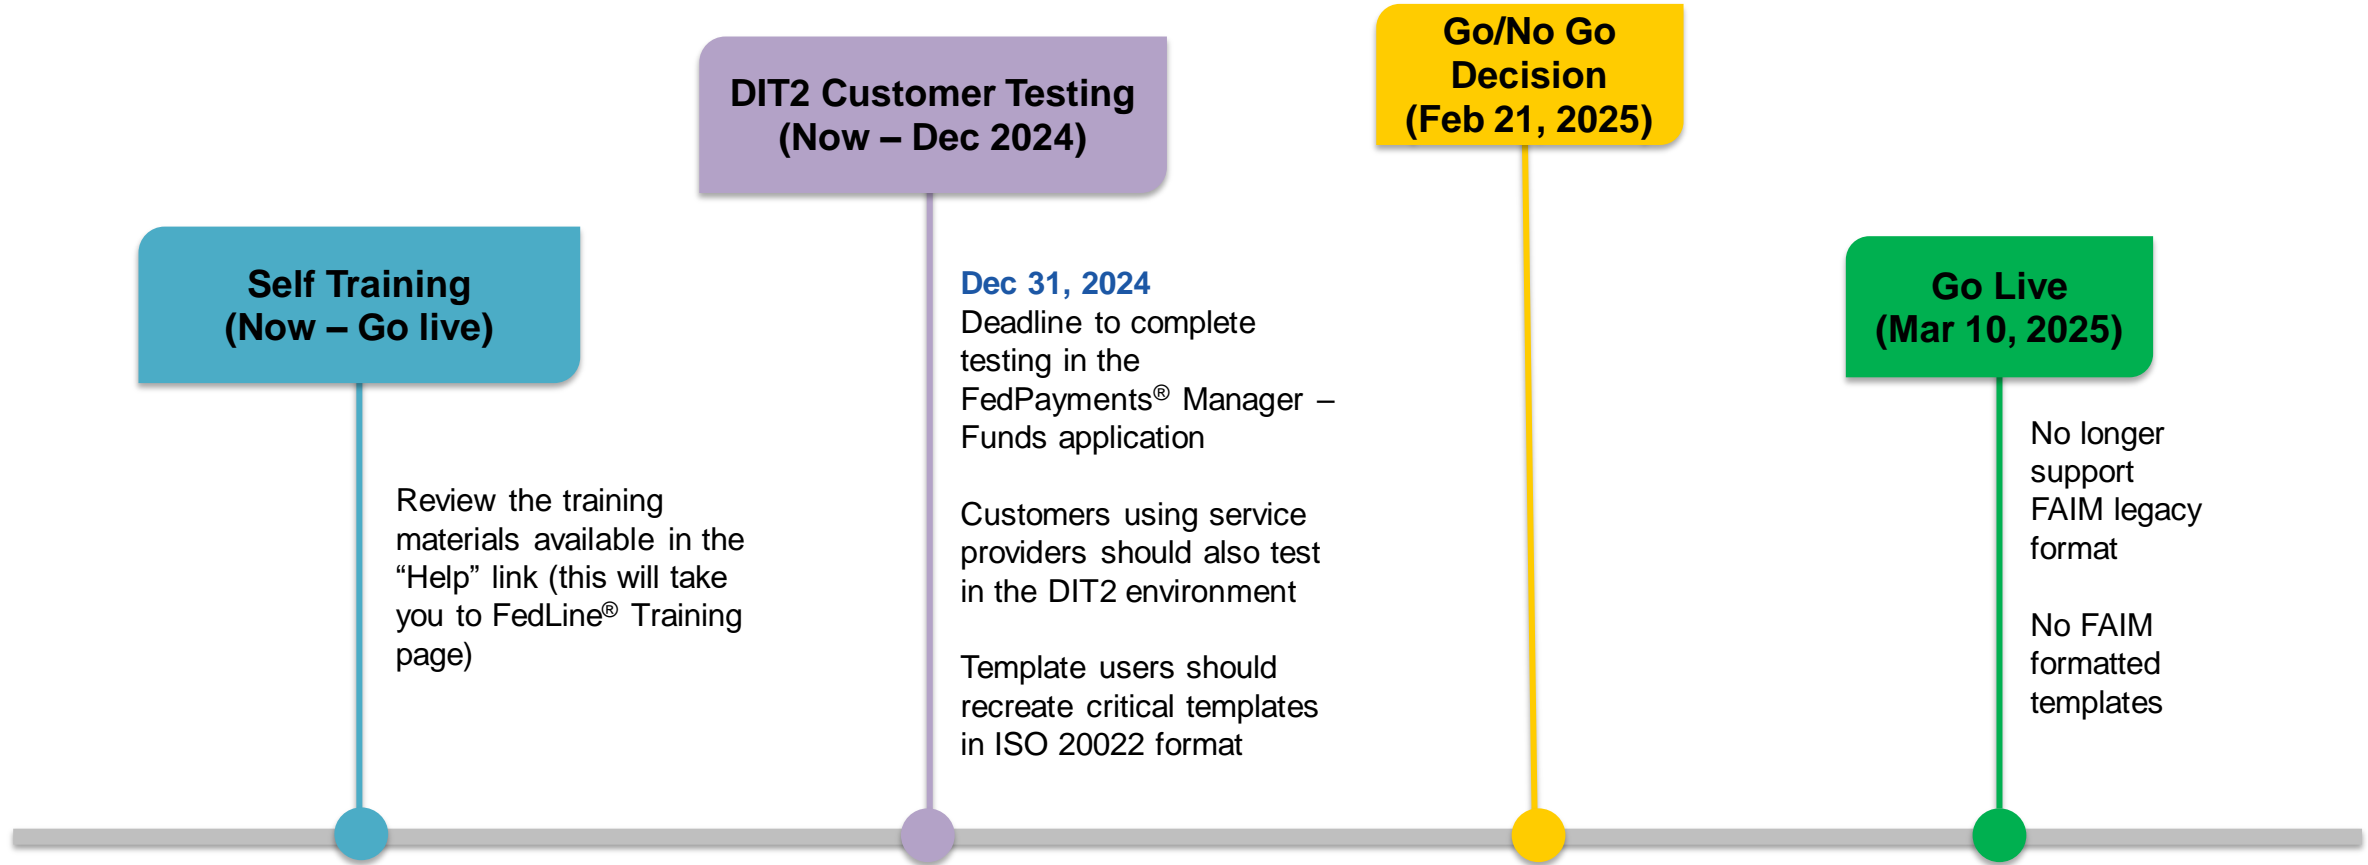 Self Training
(Now – Go live)
Review the training
materials available in the
“Help” link (this will take
you to FedLine® Training
page)
DIT2 Customer Testing
(Now – Dec 2024)
Dec 31, 2024
Deadline to complete
testing in the
FedPayments® Manager –
Funds application
Customers using service
providers should also test
in the DIT2 environment
Template users should
recreate critical templates
in ISO 20022 format
Go/No Go
Decision
(Feb 21, 2025)
Go Live
(Mar 10, 2025)
No longer
support
FAIM legacy
format
No FAIM
formatted
templates